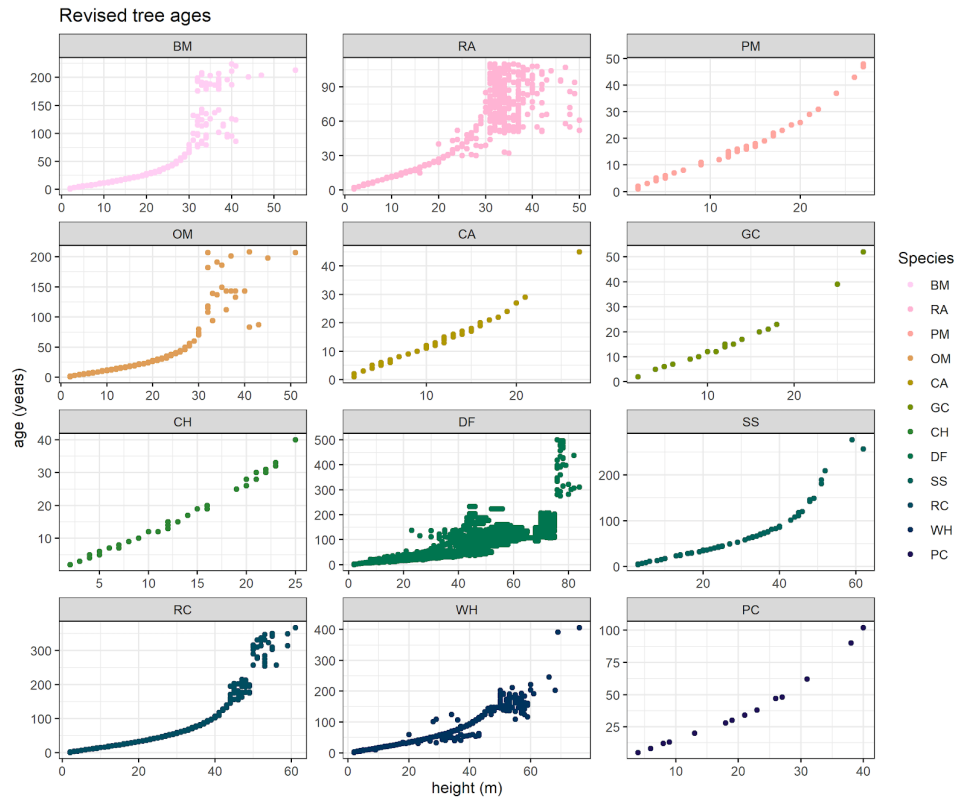 Revised tree ages
BM RA PM
200 150 100 50 0
90 60 30 0
50 40 30 20 10 0
0 10 20 30 40 50
0 10 20 30 40 50
10 20
OM CA GC
200 150 100 50 0
40 30 20 10 0
50 40 30 20 10 0
0 10 20 30 40 50
10 20
10 20
CH DF SS
40 30 20 10
500 400 300 200 100 0
200 100 0
5 10 15 20 25
0 20 40 60 80
20 40 60
RC WH PC
300 200 100 0
400 300 200 100 0
100 75 50 25
0 20 40 60
0 20 40 60
10 20 30 40
height (m)
age (years)
Species
BM
RA
PM
OM
CA
GC
CH
DF
SS
RC
WH
PC